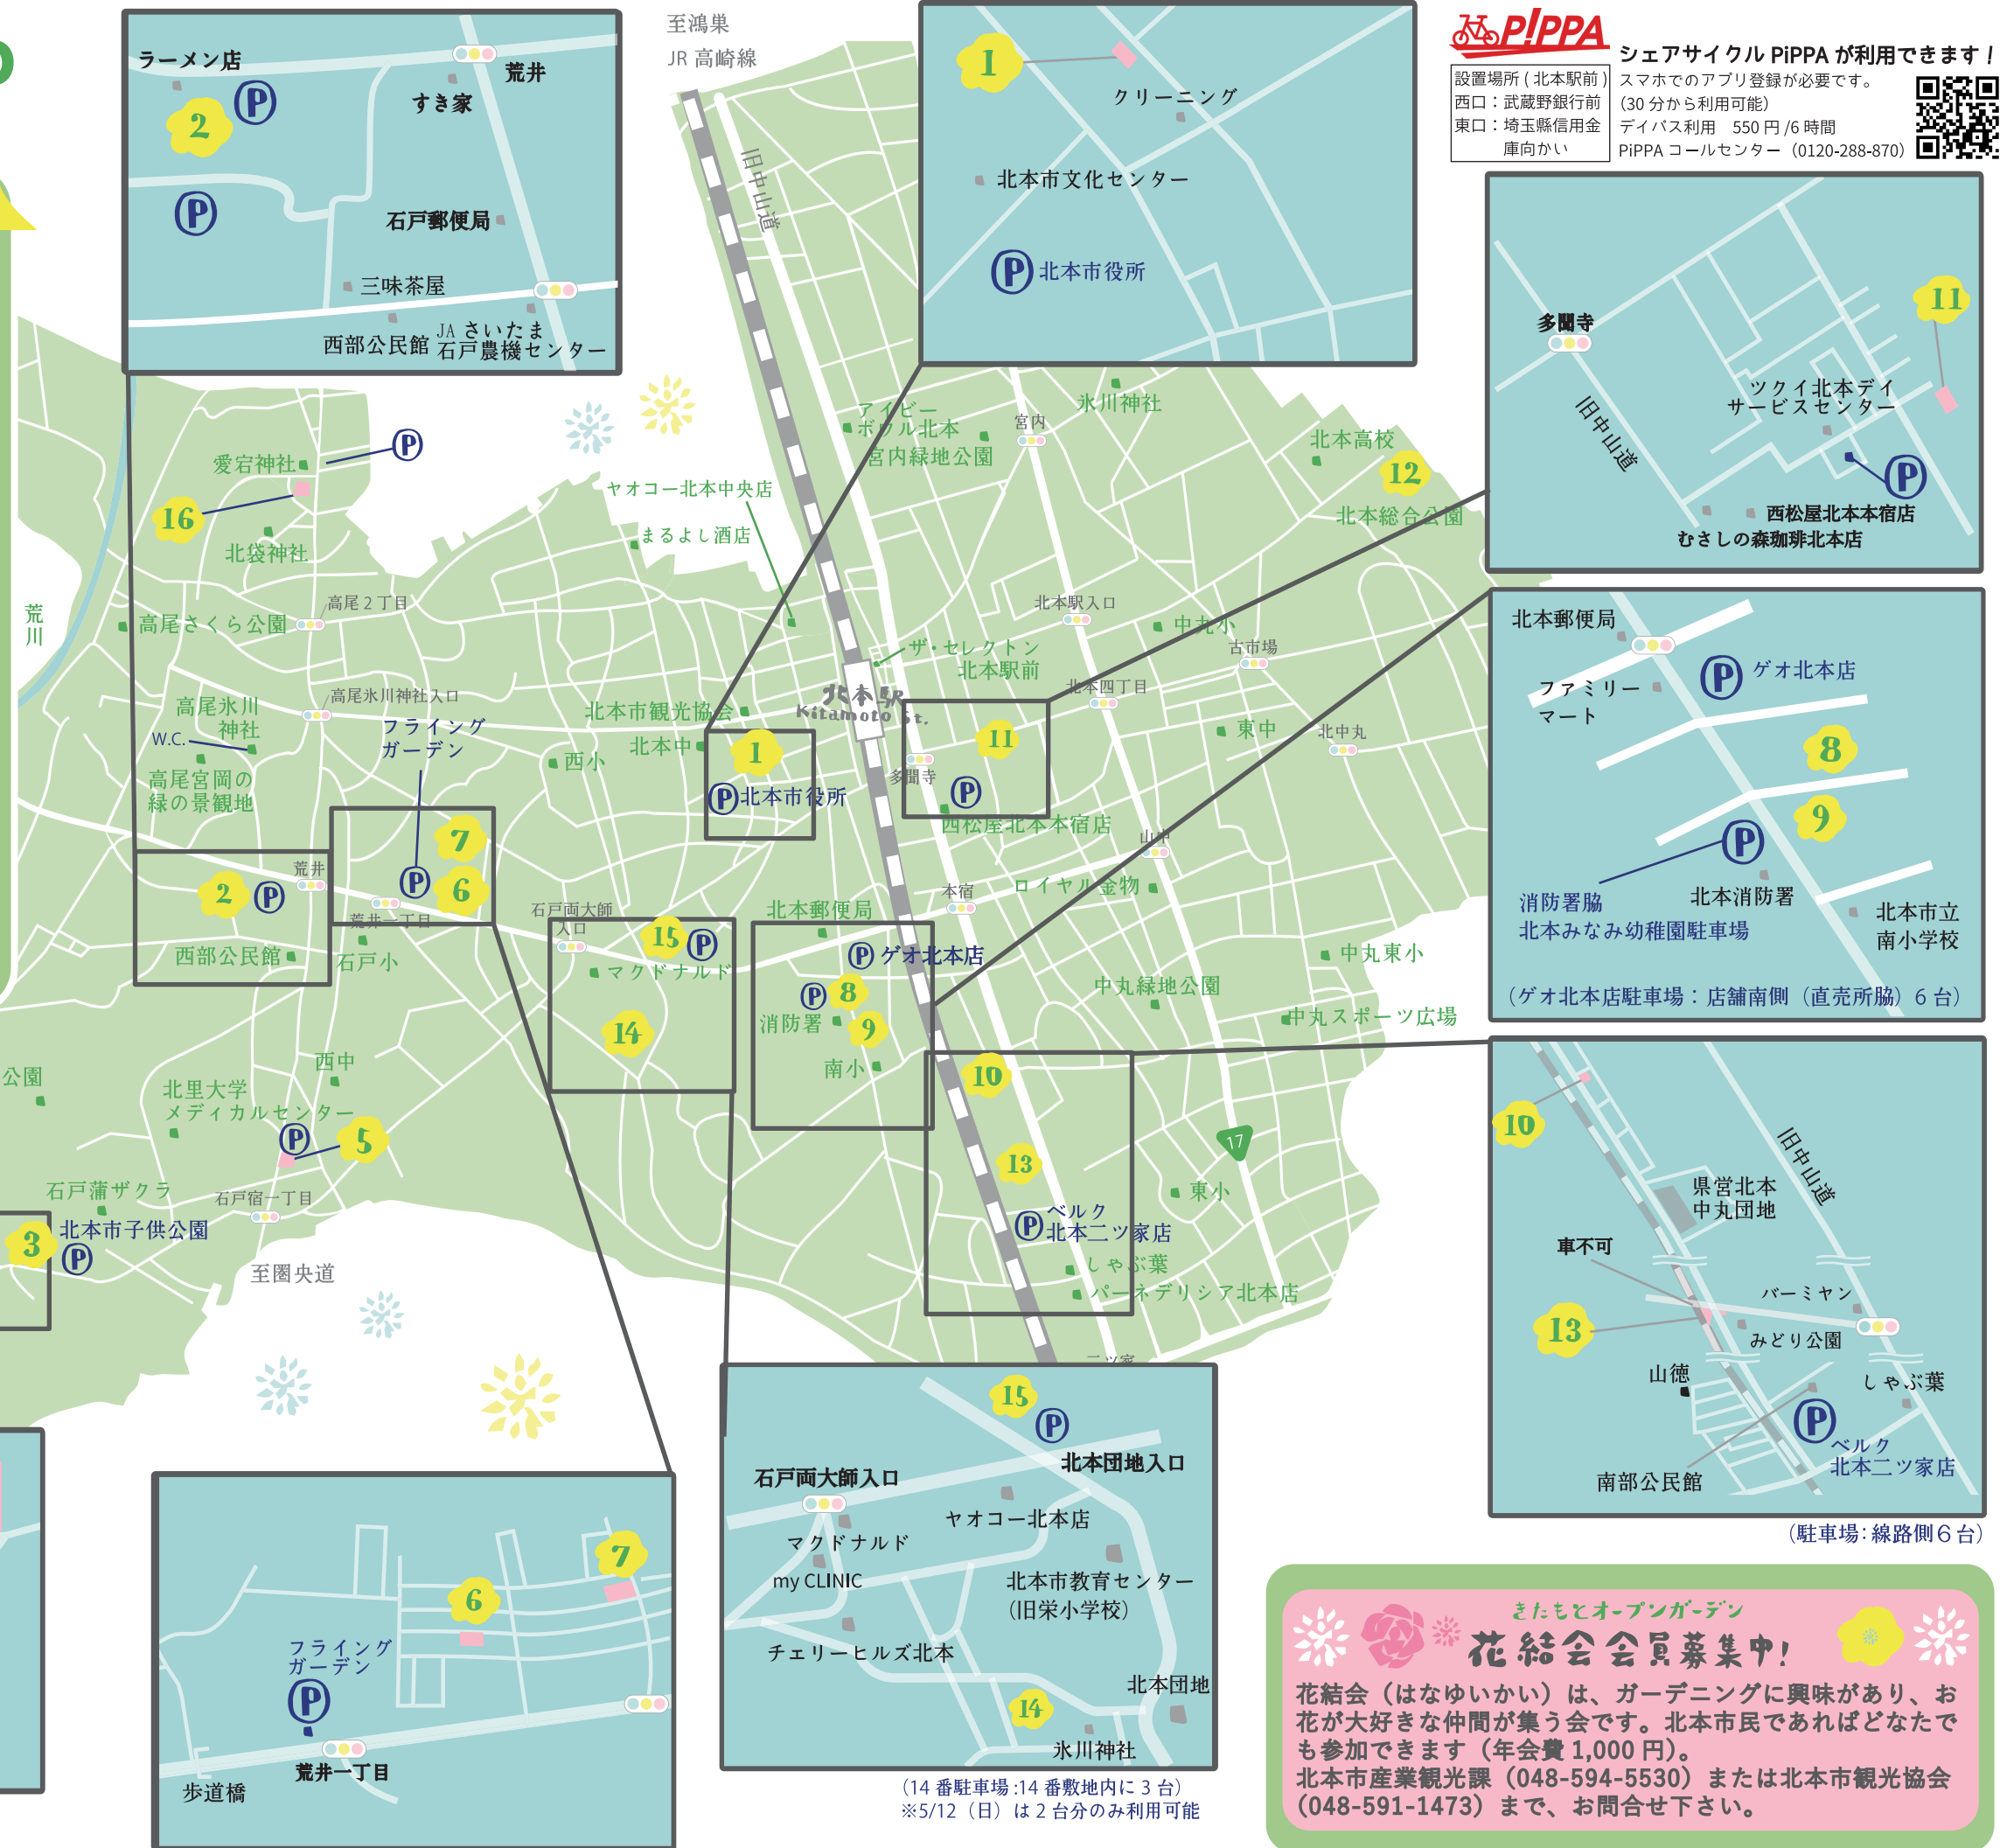 至鴻巣
JR 高崎線
旧中山道
ラーメン店
2
P
P
荒井
すき家
石戸郵便局
三味茶屋
西部公民館
JA さいたま
石戸農機センター
1
クリーニング
北本市文化センター
P 北本市役所
PiPPA
シェアサイクル PiPPA が利用できます!
設置場所 ( 北本駅前 )
西口:武蔵野銀行前
東口:埼玉縣信用金
庫向かい
スマホでのアプリ登録が必要です。
(30 分から利用可能)
デイパス利用 550 円 /6 時間
PiPPA コールセンター(0120-288-870)
11
多聞寺
旧中山道
ツクイ北本デイ
サービスセンター
P
西松屋北本本宿店
むさしの森珈琲北本店
北本郵便局
P ゲオ北本店
ファミリー
マート
8
9
P
北本消防署
消防署脇
北本みなみ幼稚園駐車場
北本市立
南小学校
(ゲオ北本店駐車場:店舗南側(直売所脇)6 台)
10
旧中山道
県営北本
中丸団地
車不可
バーミヤン
13
みどり公園
山徳
しゃぶ葉
P
ベルク
北本二ツ家店
南部公民館
(駐車場:線路側6 台)
愛宕神社
P
16
北袋神社
荒川
高尾さくら公園
高尾 2 丁目
高尾氷川
神社
W.C.
高尾氷川神社入口
高尾宮岡の
緑の景観地
フライング
ガーデン
7
6
P
荒井
2
P
荒井一丁目
西部公民館
石戸小
アイビー
ボウル北本
宮内緑地公園
氷川神社
宮内
北本高校
12
北本総合公園
ヤオコー北本中央店
まるよし酒店
北本駅入口
中丸小
古市場
ザ・セレクトン
北本駅前
北本駅
Kitamoto St.
北本四丁目
北本市観光協会
北本中
西小
1
P 北本市役所
多聞寺
11
P
西松屋北本本宿店
東中
北中丸
山中
ロイヤル金物
本宿
石戸両大師
入口
15
P
マクドナルド
14
北本郵便局
P ゲオ北本店
P
8
消防署
9
南小
10
13
P
ベルク
北本二ツ家店
しゃぶ葉
パーネデリシア北本店
中丸東小
中丸緑地公園
中丸スポーツ広場
17
東小
公園
西中
北里大学
メディカルセンター
P
5
石戸蒲ザクラ
石戸宿一丁目
3
北本市子供公園
P
至圏央道
6
7
フライング
ガーデン
P
荒井一丁目
歩道橋
15
P
石戸両大師入口
北本団地入口
マクドナルド
ヤオコー北本店
my CLINIC
北本市教育センター
(旧栄小学校)
チェリーヒルズ北本
北本団地
14
氷川神社
(14 番駐車場 :14 番敷地内に 3 台)
※5/12(日)は 2 台分のみ利用可能
きたもとオープンガーデン
花結会会員募集中!
花結会(はなゆいかい)は、ガーデニングに興味があり、お
花が大好きな仲間が集う会です。北本市民であればどなたで
も参加できます(年会費 1,000 円)。
北本市産業観光課(048-594-5530)または北本市観光協会
(048-591-1473)まで、お問合せ下さい。